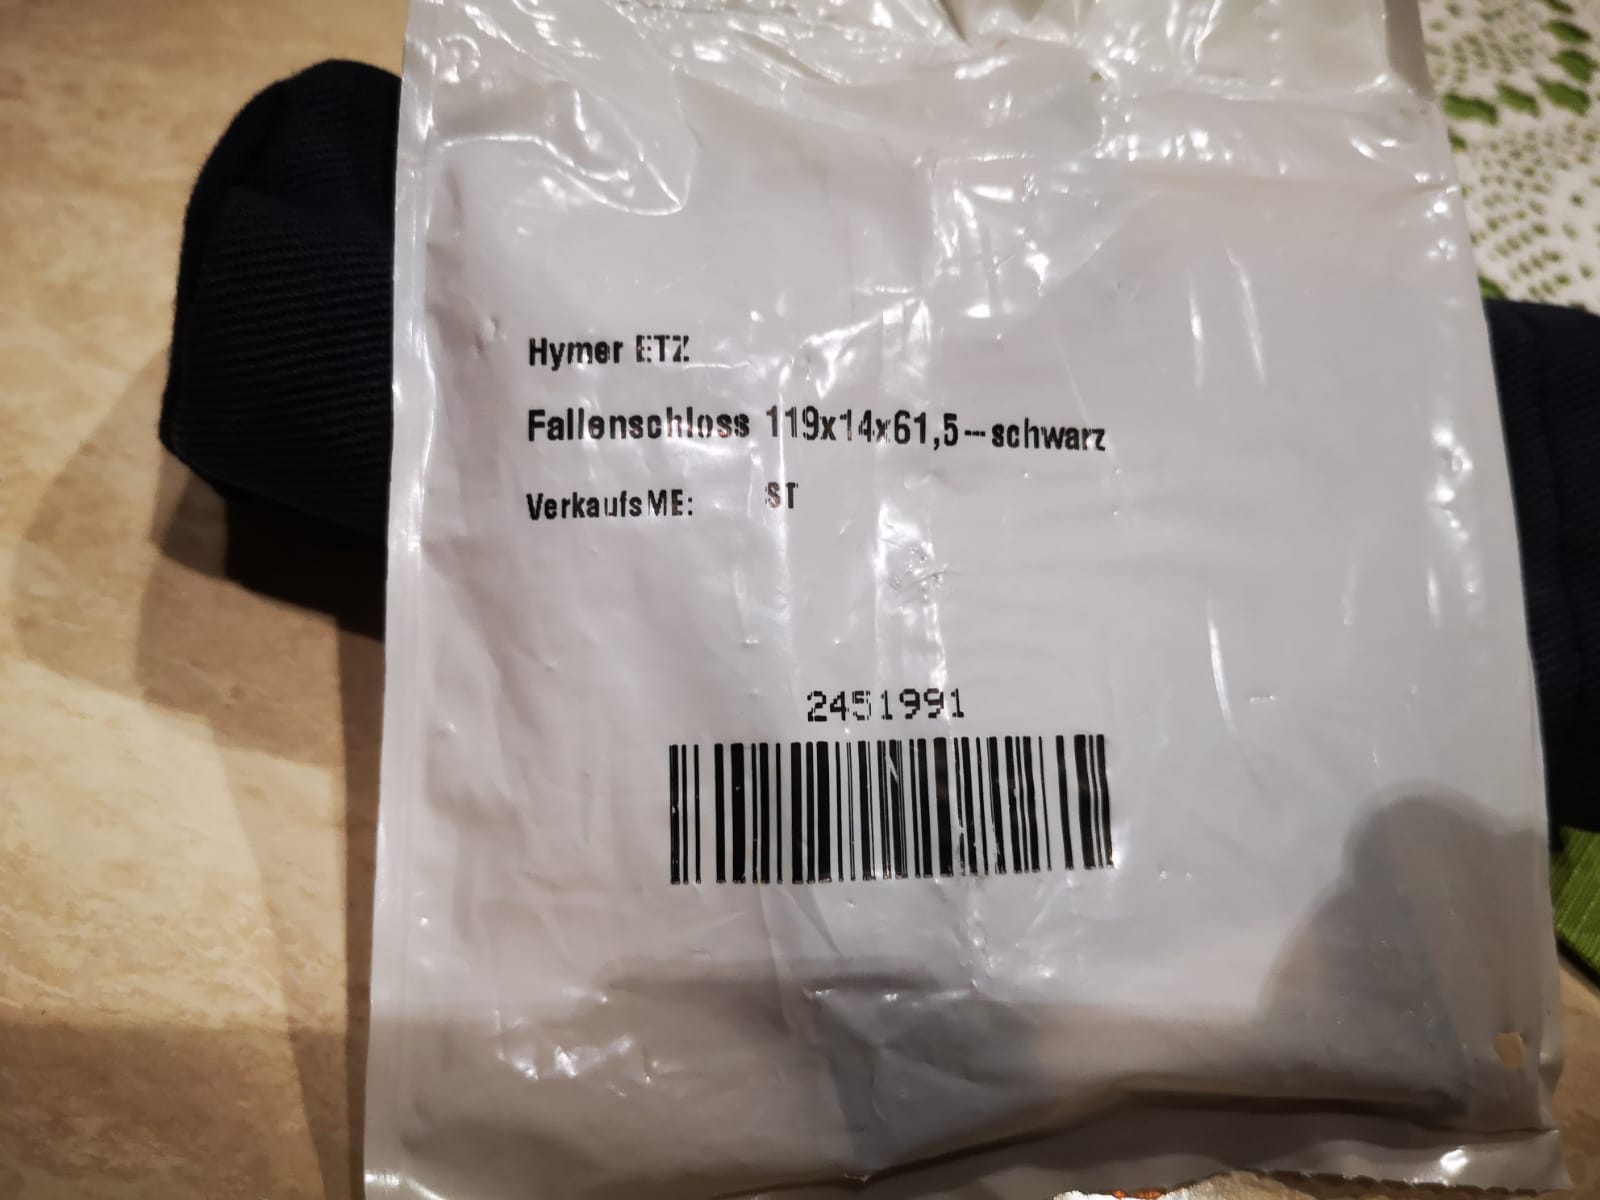 Hymer ETZ
Fallenschloss 119x14x61,5--schwarz
VerkaufsME: ST
2451991